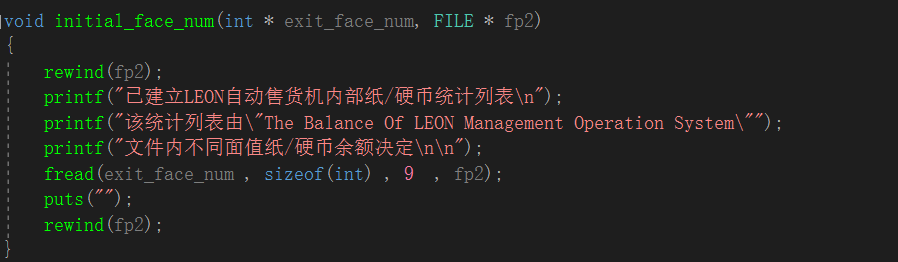 void initial_face_num(int * exit_face_num, FILE * fp2)
{
rewind(fp2);
printf("已建立LEON自动售货机内部纸/硬币统计列表\n");
printf("该统计列表由\"The Balance Of LEON Management Operation System\"");
printf("文件内不同面值纸/硬币余额决定\n\n");
fread(exit_face_num , sizeof(int) , 9  , fp2);
puts("");
rewind(fp2);
}